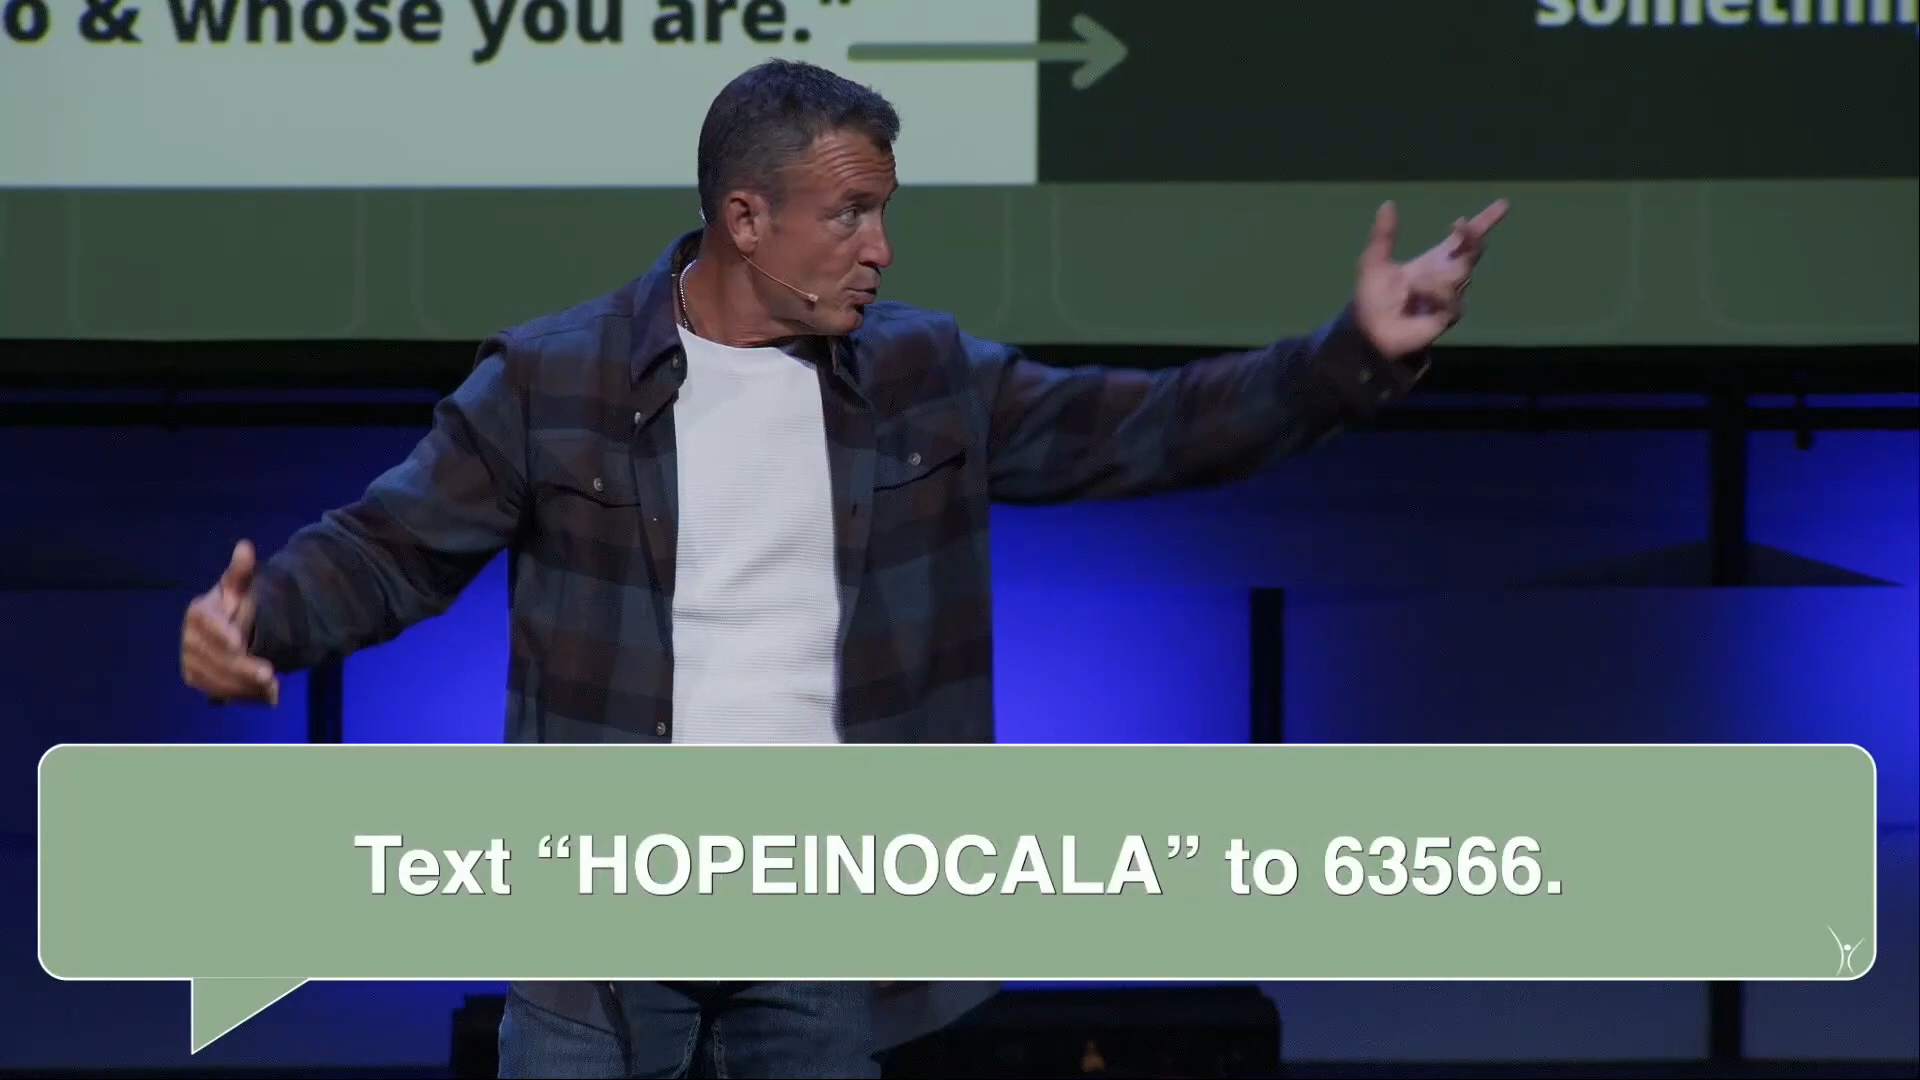 & Whose you are."
Text “HOPEINOCALA” to 63566.